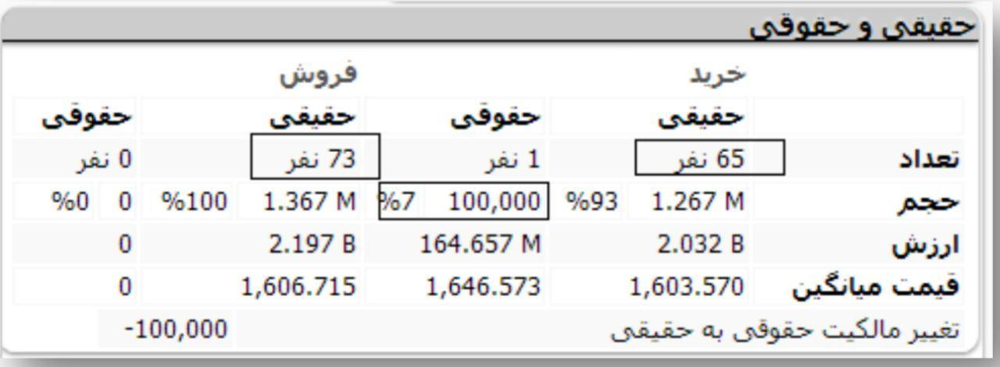 حقیقی و حقوقی
خرید فروش
حقیقی حقوقی حقیقی حقوقی
تعداد 65 نفر 1 نفر 73 نفر 0 نفر
حجم 1.267 M %93 100,000 %7 1.367 M %100 0 %0
ارزش 2.032 B 164.657 M 2.197 B 0
قیمت میانگین 1,603.570 1,646.573 1,606.715 0
تغییر مالکیت حقوقی به حقیقی -100,000